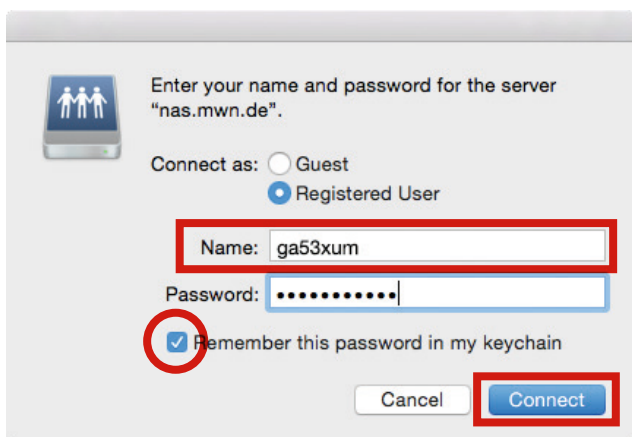 Enter your name and password for the server
“nas.mwn.de”.
Connect as: Guest
Registered User
Name: ga53xum
Password: •••••••••••
Remember this password in my keychain
Cancel Connect